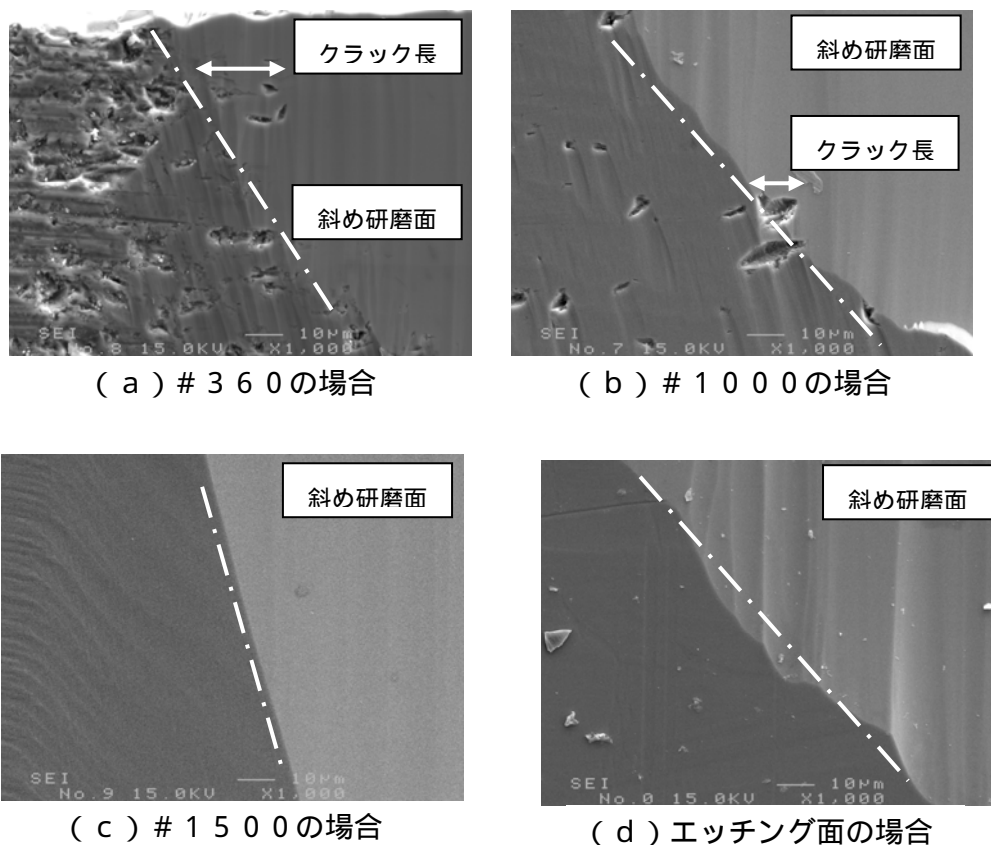 クラック長
斜め研磨面
SEI 10μm
No.8 15.0KV X1,000
(a)#360の場合
斜め研磨面
クラック長
SEI 10μm
No.7 15.0KV X1,000
(b)#1000の場合
斜め研磨面
SEI 10μm
No.9 15.0KV X1,000
(c)#1500の場合
斜め研磨面
SEI 10μm
No.0 15.0KV X1,000
(d)エッチング面の場合